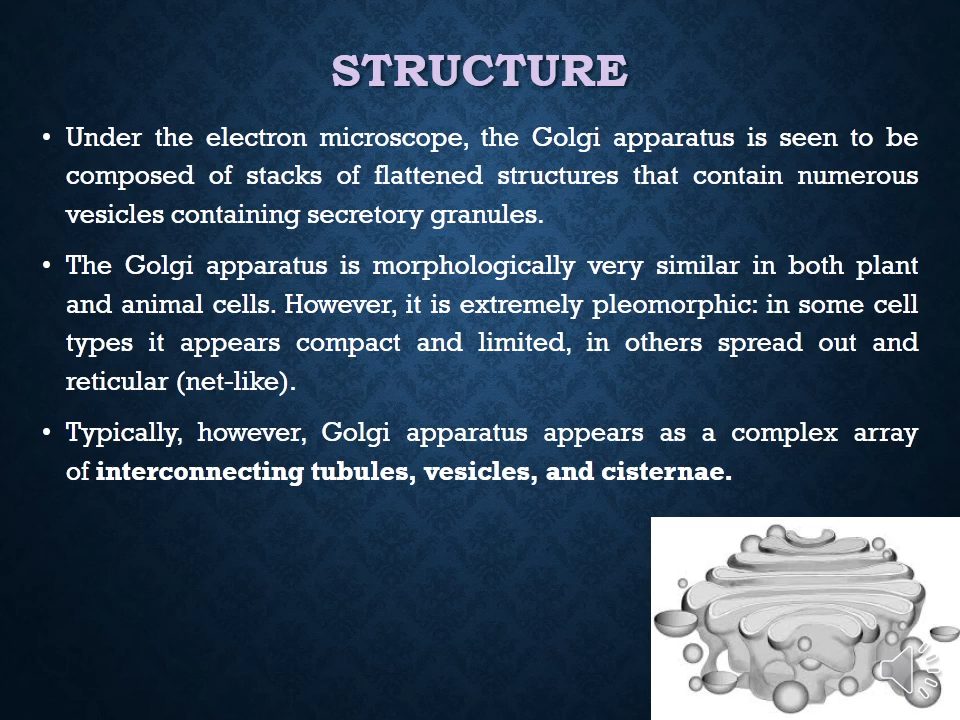 STRUCTURE
• Under the electron microscope, the Golgi apparatus is seen to be
composed of stacks of flattened structures that contain numerous
vesicles containing secretory granules.
• The Golgi apparatus is morphologically very similar in both plant
and animal cells. However, it is extremely pleomorphic: in some cell
types it appears compact and limited, in others spread out and
reticular (net-like).
• Typically, however, Golgi apparatus appears as a complex array
of interconnecting tubules, vesicles, and cisternae.